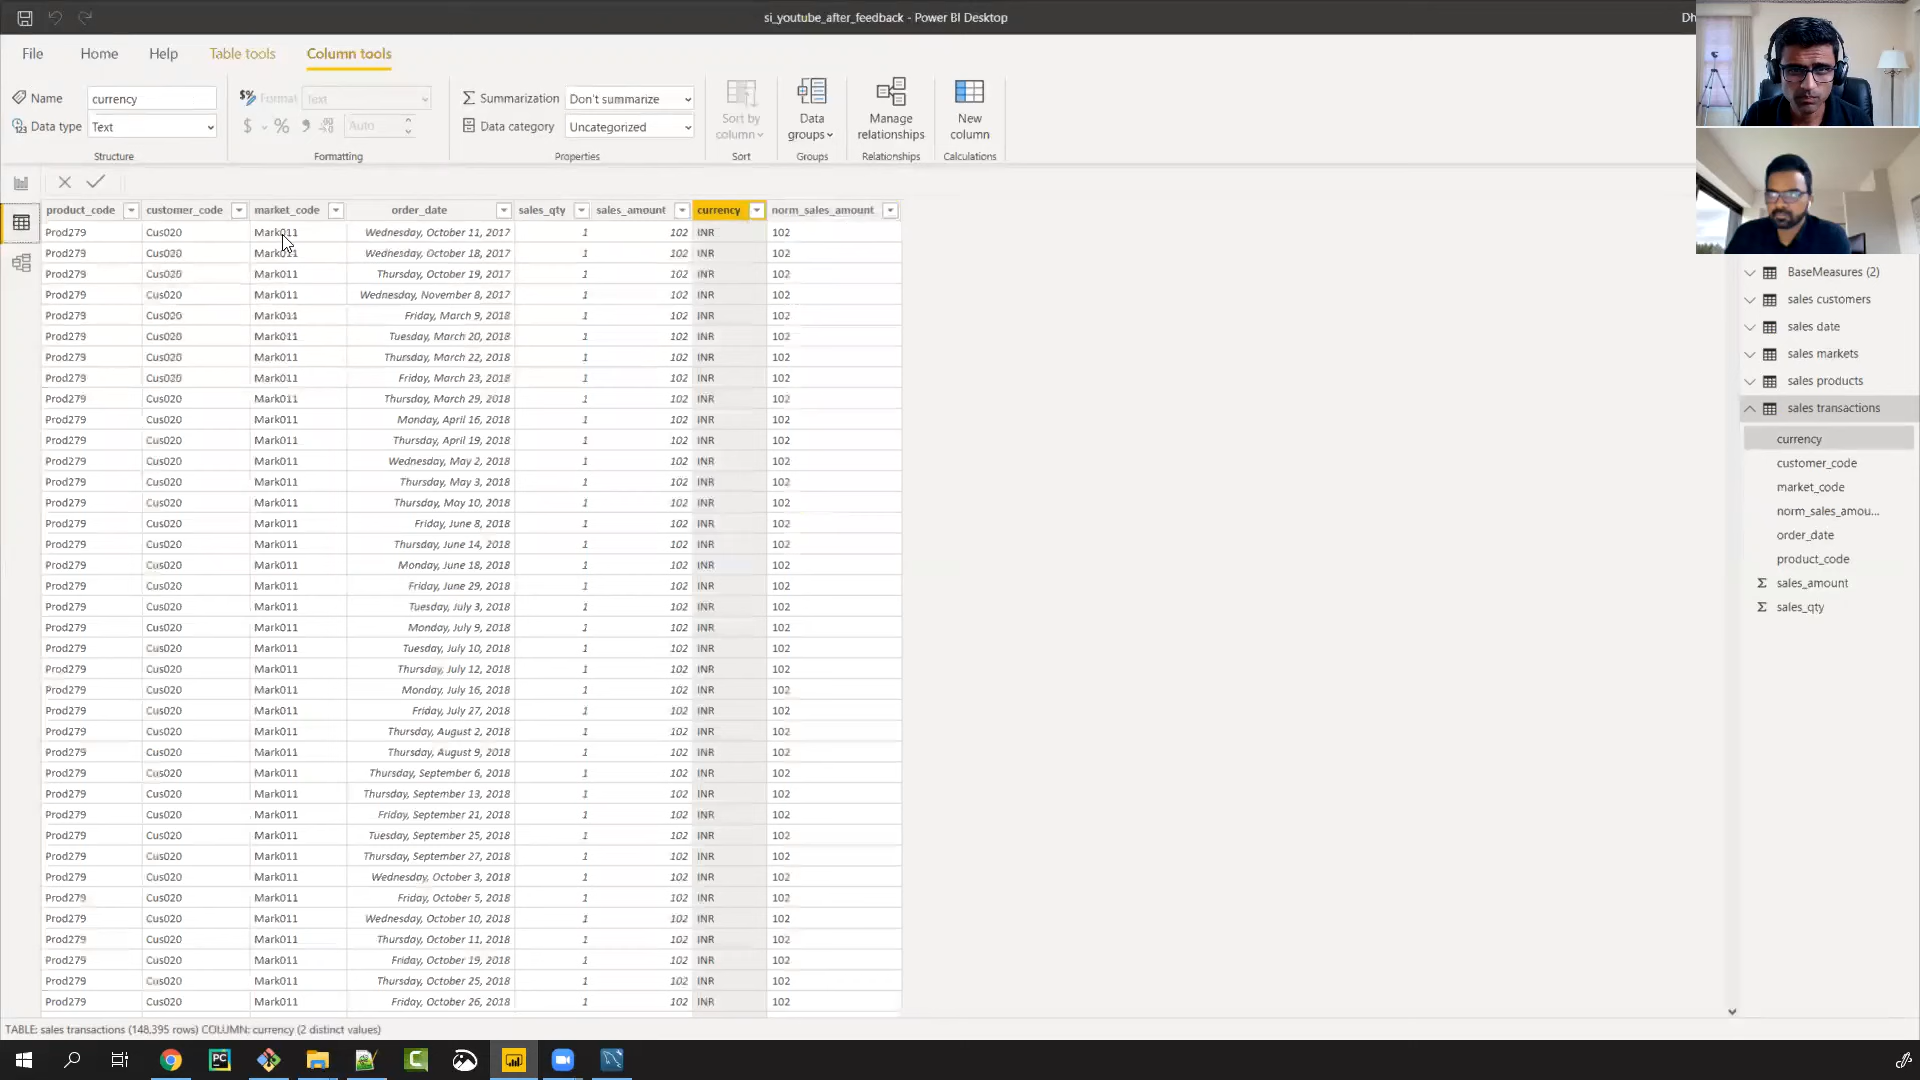 si_youtube_after_feedback - Power BI Desktop
Dh
File Home Help Table tools Column tools
Name currency
Data type Text
Structure
Format Text
$ % 9 Auto
Formatting
Σ Summarization Don't summarize
Data category Uncategorized
Properties
Sort by column
Sort
Data groups
Groups
Manage relationships
Relationships
New column
Calculations
product_code customer_code market_code order_date sales_qty sales_amount currency norm_sales_amount
Prod279 Cus020 Mark011 Wednesday, October 11, 2017 1 102 INR 102
Prod279 Cus020 Mark011 Wednesday, October 18, 2017 1 102 INR 102
Prod279 Cus020 Mark011 Thursday, October 19, 2017 1 102 INR 102
Prod279 Cus020 Mark011 Wednesday, November 8, 2017 1 102 INR 102
Prod279 Cus020 Mark011 Friday, March 9, 2018 1 102 INR 102
Prod279 Cus020 Mark011 Tuesday, March 20, 2018 1 102 INR 102
Prod279 Cus020 Mark011 Thursday, March 22, 2018 1 102 INR 102
Prod279 Cus020 Mark011 Friday, March 23, 2018 1 102 INR 102
Prod279 Cus020 Mark011 Thursday, March 29, 2018 1 102 INR 102
Prod279 Cus020 Mark011 Monday, April 16, 2018 1 102 INR 102
Prod279 Cus020 Mark011 Thursday, April 19, 2018 1 102 INR 102
Prod279 Cus020 Mark011 Wednesday, May 2, 2018 1 102 INR 102
Prod279 Cus020 Mark011 Thursday, May 3, 2018 1 102 INR 102
Prod279 Cus020 Mark011 Thursday, May 10, 2018 1 102 INR 102
Prod279 Cus020 Mark011 Friday, June 8, 2018 1 102 INR 102
Prod279 Cus020 Mark011 Thursday, June 14, 2018 1 102 INR 102
Prod279 Cus020 Mark011 Monday, June 18, 2018 1 102 INR 102
Prod279 Cus020 Mark011 Friday, June 29, 2018 1 102 INR 102
Prod279 Cus020 Mark011 Tuesday, July 3, 2018 1 102 INR 102
Prod279 Cus020 Mark011 Monday, July 9, 2018 1 102 INR 102
Prod279 Cus020 Mark011 Tuesday, July 10, 2018 1 102 INR 102
Prod279 Cus020 Mark011 Thursday, July 12, 2018 1 102 INR 102
Prod279 Cus020 Mark011 Monday, July 16, 2018 1 102 INR 102
Prod279 Cus020 Mark011 Friday, July 27, 2018 1 102 INR 102
Prod279 Cus020 Mark011 Thursday, August 2, 2018 1 102 INR 102
Prod279 Cus020 Mark011 Thursday, August 9, 2018 1 102 INR 102
Prod279 Cus020 Mark011 Thursday, September 6, 2018 1 102 INR 102
Prod279 Cus020 Mark011 Thursday, September 13, 2018 1 102 INR 102
Prod279 Cus020 Mark011 Friday, September 21, 2018 1 102 INR 102
Prod279 Cus020 Mark011 Tuesday, September 25, 2018 1 102 INR 102
Prod279 Cus020 Mark011 Thursday, September 27, 2018 1 102 INR 102
Prod279 Cus020 Mark011 Wednesday, October 3, 2018 1 102 INR 102
Prod279 Cus020 Mark011 Friday, October 5, 2018 1 102 INR 102
Prod279 Cus020 Mark011 Wednesday, October 10, 2018 1 102 INR 102
Prod279 Cus020 Mark011 Thursday, October 11, 2018 1 102 INR 102
Prod279 Cus020 Mark011 Friday, October 19, 2018 1 102 INR 102
Prod279 Cus020 Mark011 Thursday, October 25, 2018 1 102 INR 102
Prod279 Cus020 Mark011 Friday, October 26, 2018 1 102 INR 102
BaseMeasures (2)
sales customers
sales date
sales markets
sales products
sales transactions
currency
customer_code
market_code
norm_sales_amou...
order_date
product_code
Σ sales_amount
Σ sales_qty
TABLE: sales transactions (148,395 rows) COLUMN: currency (2 distinct values)